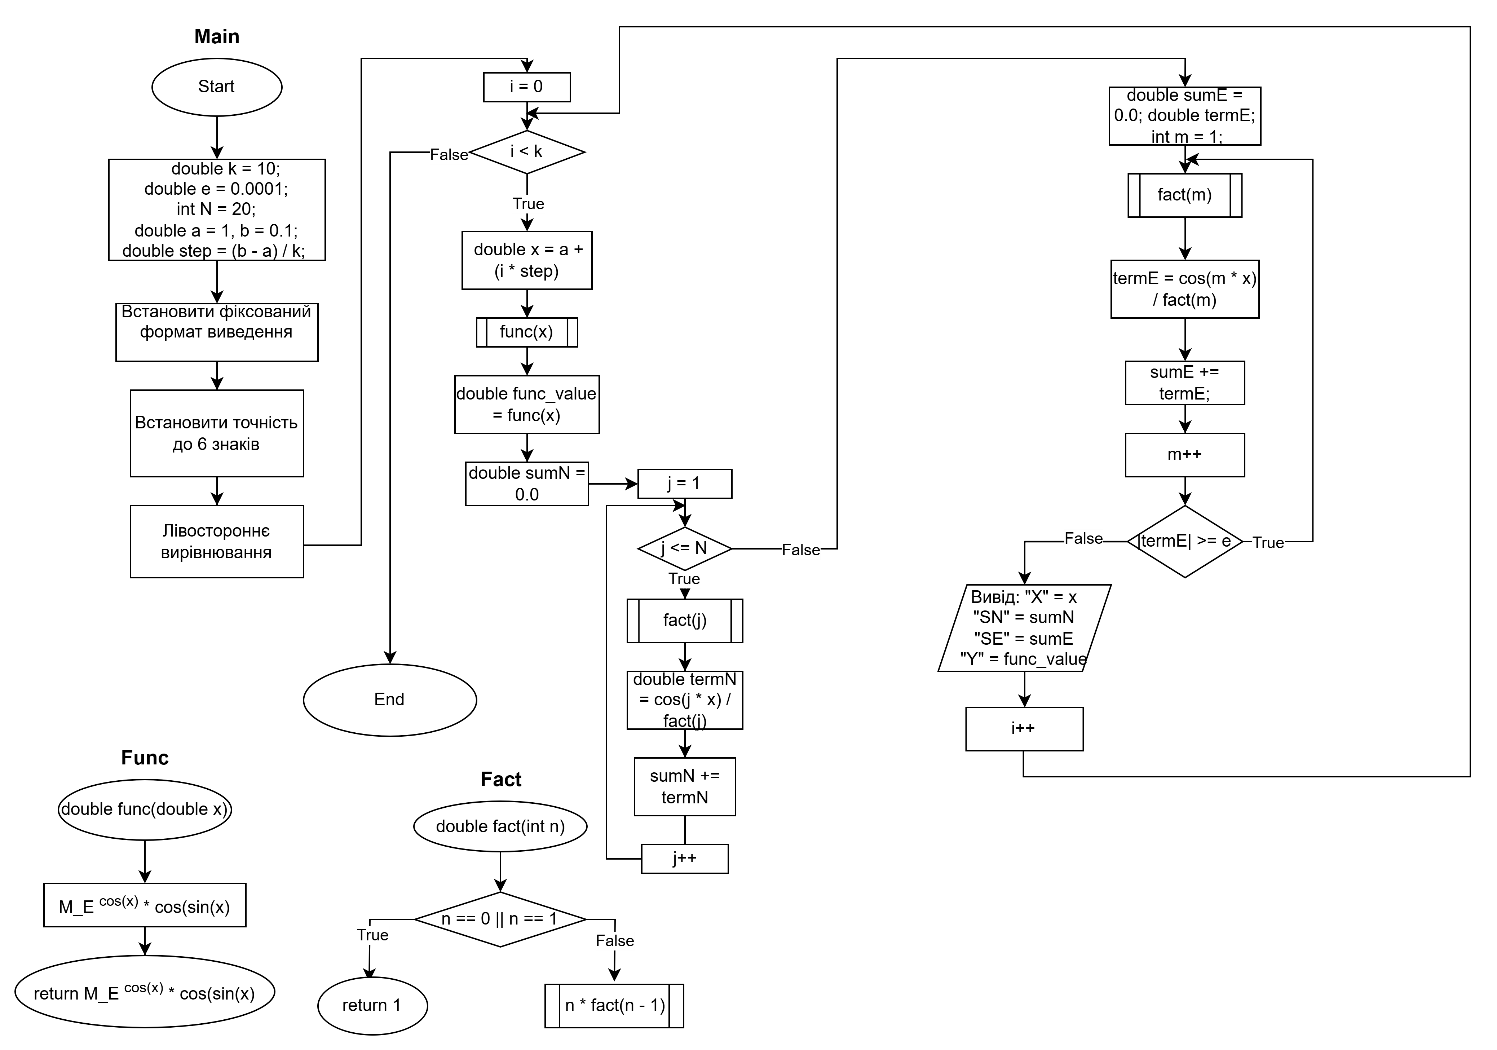 Main
Start
double k = 10;
double e = 0.0001;
int N = 20;
double a = 1, b = 0.1;
double step = (b - a) / k;
Встановити фіксований
формат виведення
Встановити точність
до 6 знаків
Лівостороннє
вирівнювання
i = 0
i < k
False
True
double x = a +
(i * step)
func(x)
double func_value
= func(x)
double sumN =
0.0
End
j = 1
j <= N
False
True
fact(j)
double termN
= cos(j * x) /
fact(j)
sumN +=
termN
j++
double sumE =
0.0; double termE;
int m = 1;
fact(m)
termE = cos(m * x)
/ fact(m)
sumE +=
termE;
m++
|termE| >= e
False
True
Вивід: "X" = x
"SN" = sumN
"SE" = sumE
"Y" = func_value
i++
Func
double func(double x)
M_E cos(x) * cos(sin(x)
return M_E cos(x) * cos(sin(x)
Fact
double fact(int n)
n == 0 || n == 1
True
False
return 1
n * fact(n - 1)